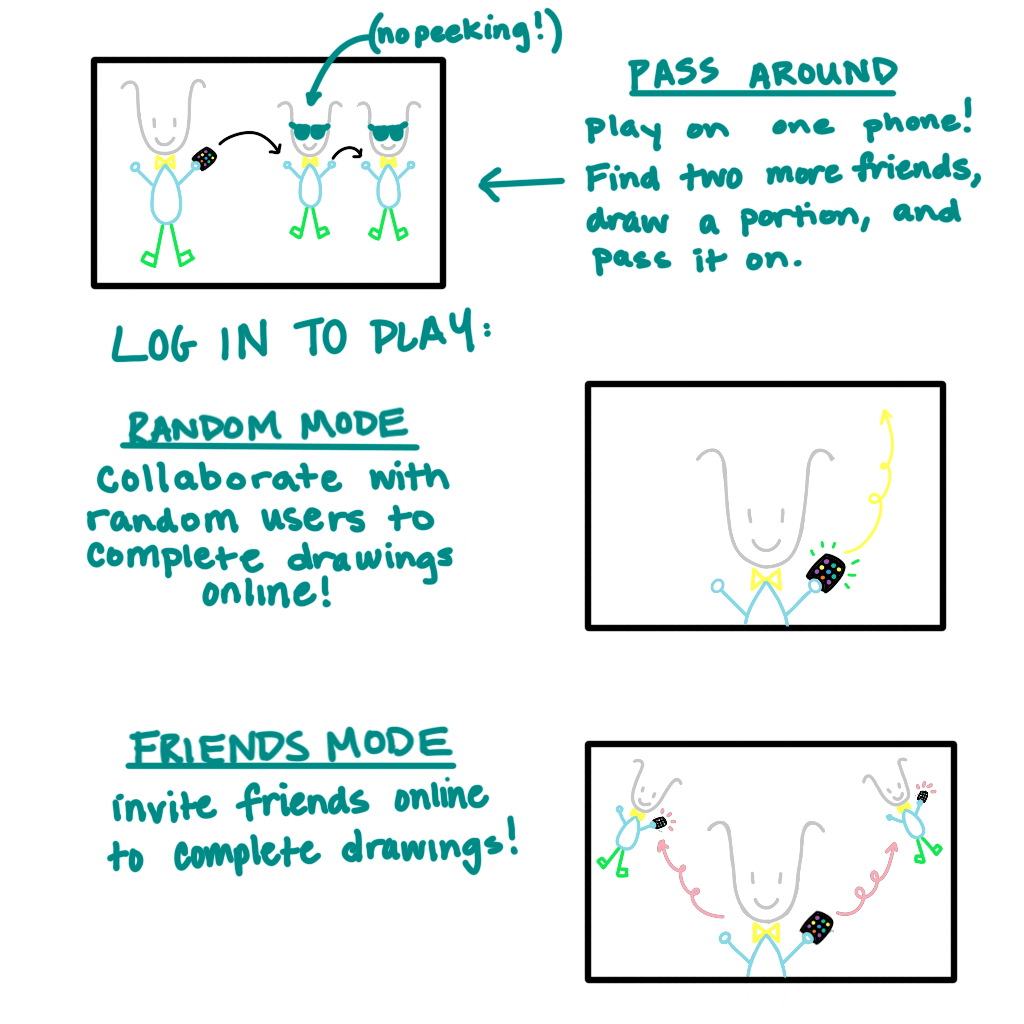 (no peeking!)
PASS AROUND
play on one phone!
Find two more friends,
draw a portion, and
pass it on.
LOG IN TO PLAY:
RANDOM MODE
collaborate with
random users to
complete drawings
online!
FRIENDS MODE
invite friends online
to complete drawings!